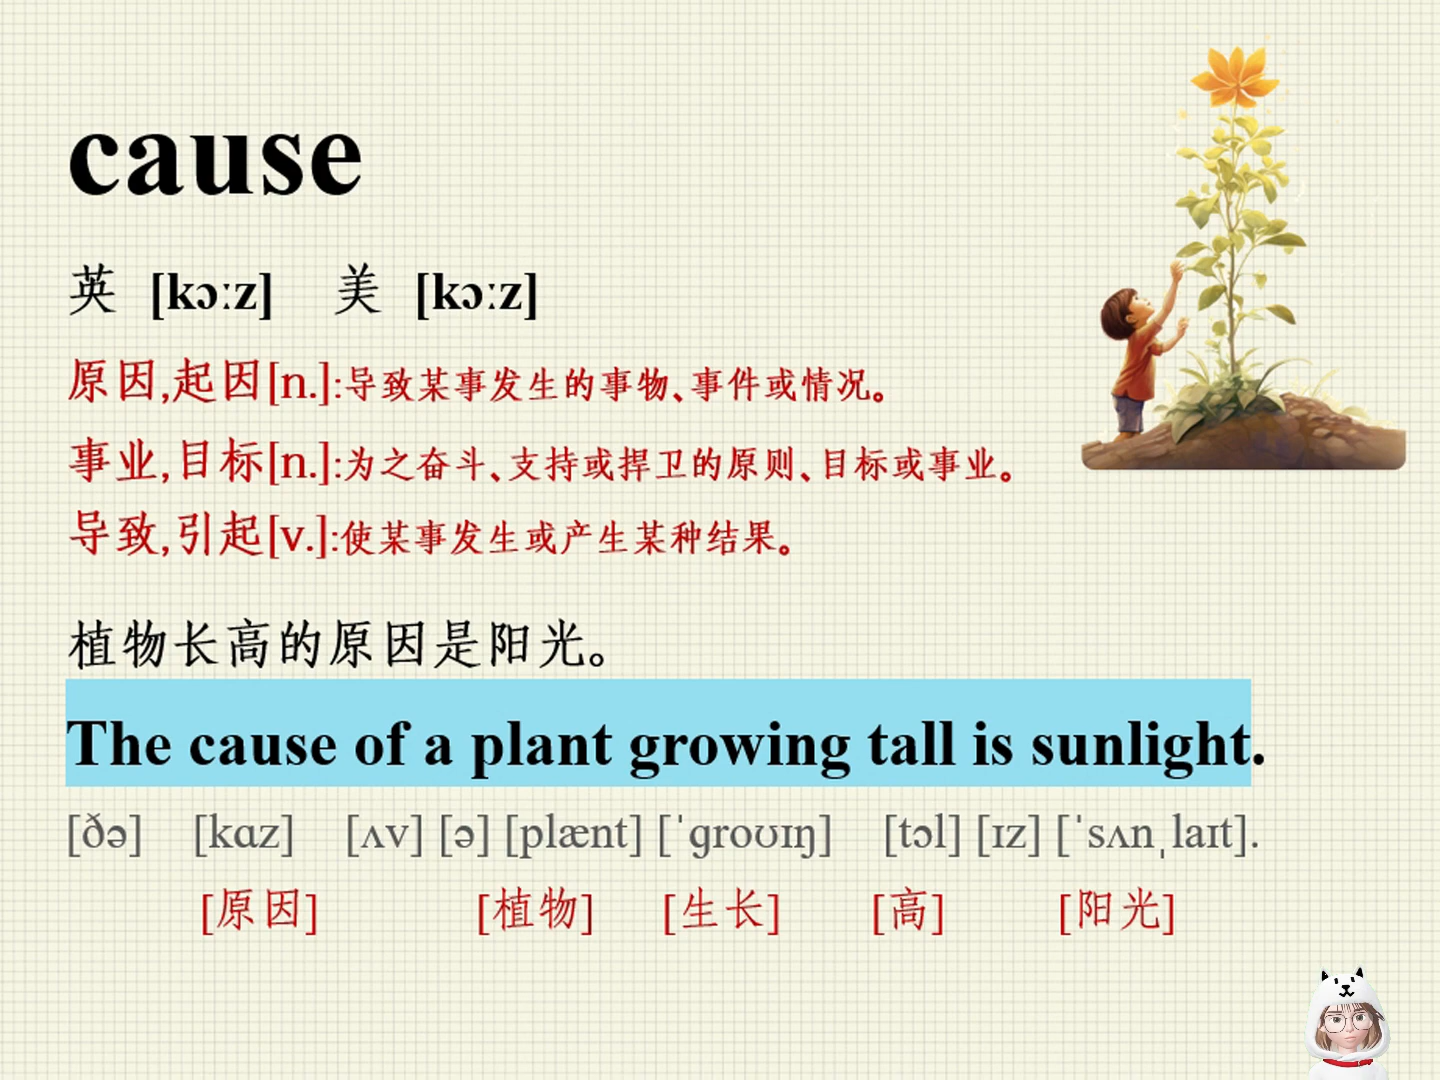 cause
英 [kɔːz] 美 [kɔːz]
原因,起因[n.]:导致某事发生的事物、事件或情况。
事业,目标[n.]:为之奋斗、支持或捍卫的原则、目标或事业。
导致,引起[v.]:使某事发生或产生某种结果。
植物长高的原因是阳光。
The cause of a plant growing tall is sunlight.
[ðə] [kɑz] [ʌv] [ə] [plænt] [ˈɡroʊɪŋ] [tɔl] [ɪz] [ˈsʌnˌlaɪt].
[原因] [植物] [生长] [高] [阳光]